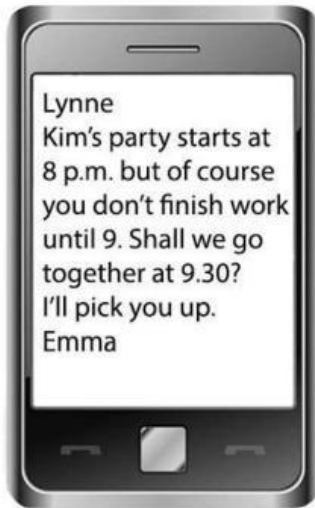 Lynne
Kim's party starts at
8 p.m. but of course
you don't finish work
until 9. Shall we go
together at 9.30?
I'll pick you up.
Emma